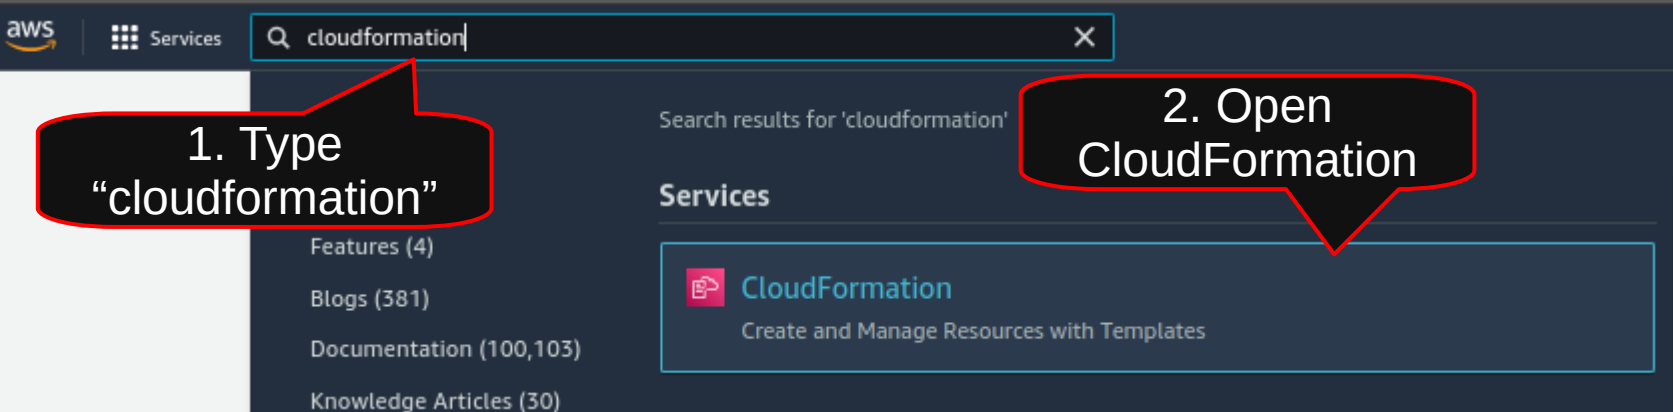 aws
Services
cloudformation
1. Type
“cloudformation”
Features (4)
Blogs (381)
Documentation (100,103)
Knowledge Articles (30)
Search results for 'cloudformation'
2. Open
CloudFormation
Services
CloudFormation
Create and Manage Resources with Templates